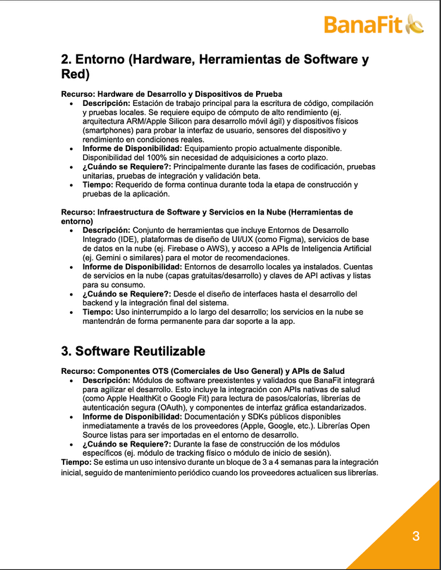 BanaFit
2. Entorno (Hardware, Herramientas de Software y
Red)
Recurso: Hardware de Desarrollo y Dispositivos de Prueba
• Descripción: Estación de trabajo principal para la escritura de código, compilación
y pruebas locales. Se requiere equipo de cómputo de alto rendimiento (ej.
arquitectura ARM/Apple Silicon para desarrollo móvil ágil) y dispositivos físicos
(smartphones) para probar la interfaz de usuario, sensores del dispositivo y
rendimiento en condiciones reales.
• Informe de Disponibilidad: Equipamiento propio actualmente disponible.
Disponibilidad del 100% sin necesidad de adquisiciones a corto plazo.
• ¿Cuándo se Requiere?: Principalmente durante las fases de codificación, pruebas
unitarias, pruebas de integración y validación beta.
• Tiempo: Requerido de forma continua durante toda la etapa de construcción y
pruebas de la aplicación.
Recurso: Infraestructura de Software y Servicios en la Nube (Herramientas de
entorno)
• Descripción: Conjunto de herramientas que incluye Entornos de Desarrollo
Integrado (IDE), plataformas de diseño de UI/UX (como Figma), servicios de base
de datos en la nube (ej. Firebase o AWS), y acceso a APIs de Inteligencia Artificial
(ej. Gemini o similares) para el motor de recomendaciones.
• Informe de Disponibilidad: Entornos de desarrollo locales ya instalados. Cuentas
de servicios en la nube (capas gratuitas/desarrollo) y claves de API activas y listas
para su consumo.
• ¿Cuándo se Requiere?: Desde el diseño de interfaces hasta el desarrollo del
backend y la integración final del sistema.
• Tiempo: Uso ininterrumpido a lo largo del desarrollo; los servicios en la nube se
mantendrán de forma permanente para dar soporte a la app.
3. Software Reutilizable
Recurso: Componentes OTS (Comerciales de Uso General) y APIs de Salud
• Descripción: Módulos de software preexistentes y validados que BanaFit integrará
para agilizar el desarrollo. Esto incluye la integración con APIs nativas de salud
(como Apple HealthKit o Google Fit) para lectura de pasos/calorías, librerías de
autenticación segura (OAuth), y componentes de interfaz gráfica estandarizados.
• Informe de Disponibilidad: Documentación y SDKs públicos disponibles
inmediatamente a través de los proveedores (Apple, Google, etc.). Librerías Open
Source listas para ser importadas en el entorno de desarrollo.
• ¿Cuándo se Requiere?: Durante la fase de construcción de los módulos
específicos (ej. módulo de tracking físico o módulo de inicio de sesión).
Tiempo: Se estima un uso intensivo durante un bloque de 3 a 4 semanas para la integración
inicial, seguido de mantenimiento periódico cuando los proveedores actualicen sus librerías.
3